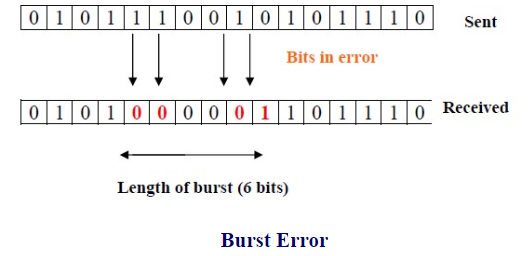 0 1 0 1 1 1 0 0 1 0 1 0 1 1 1 0 Sent
Bits in error
0 1 0 1 0 0 0 0 0 1 1 0 1 1 1 0 Received
Length of burst (6 bits)
Burst Error